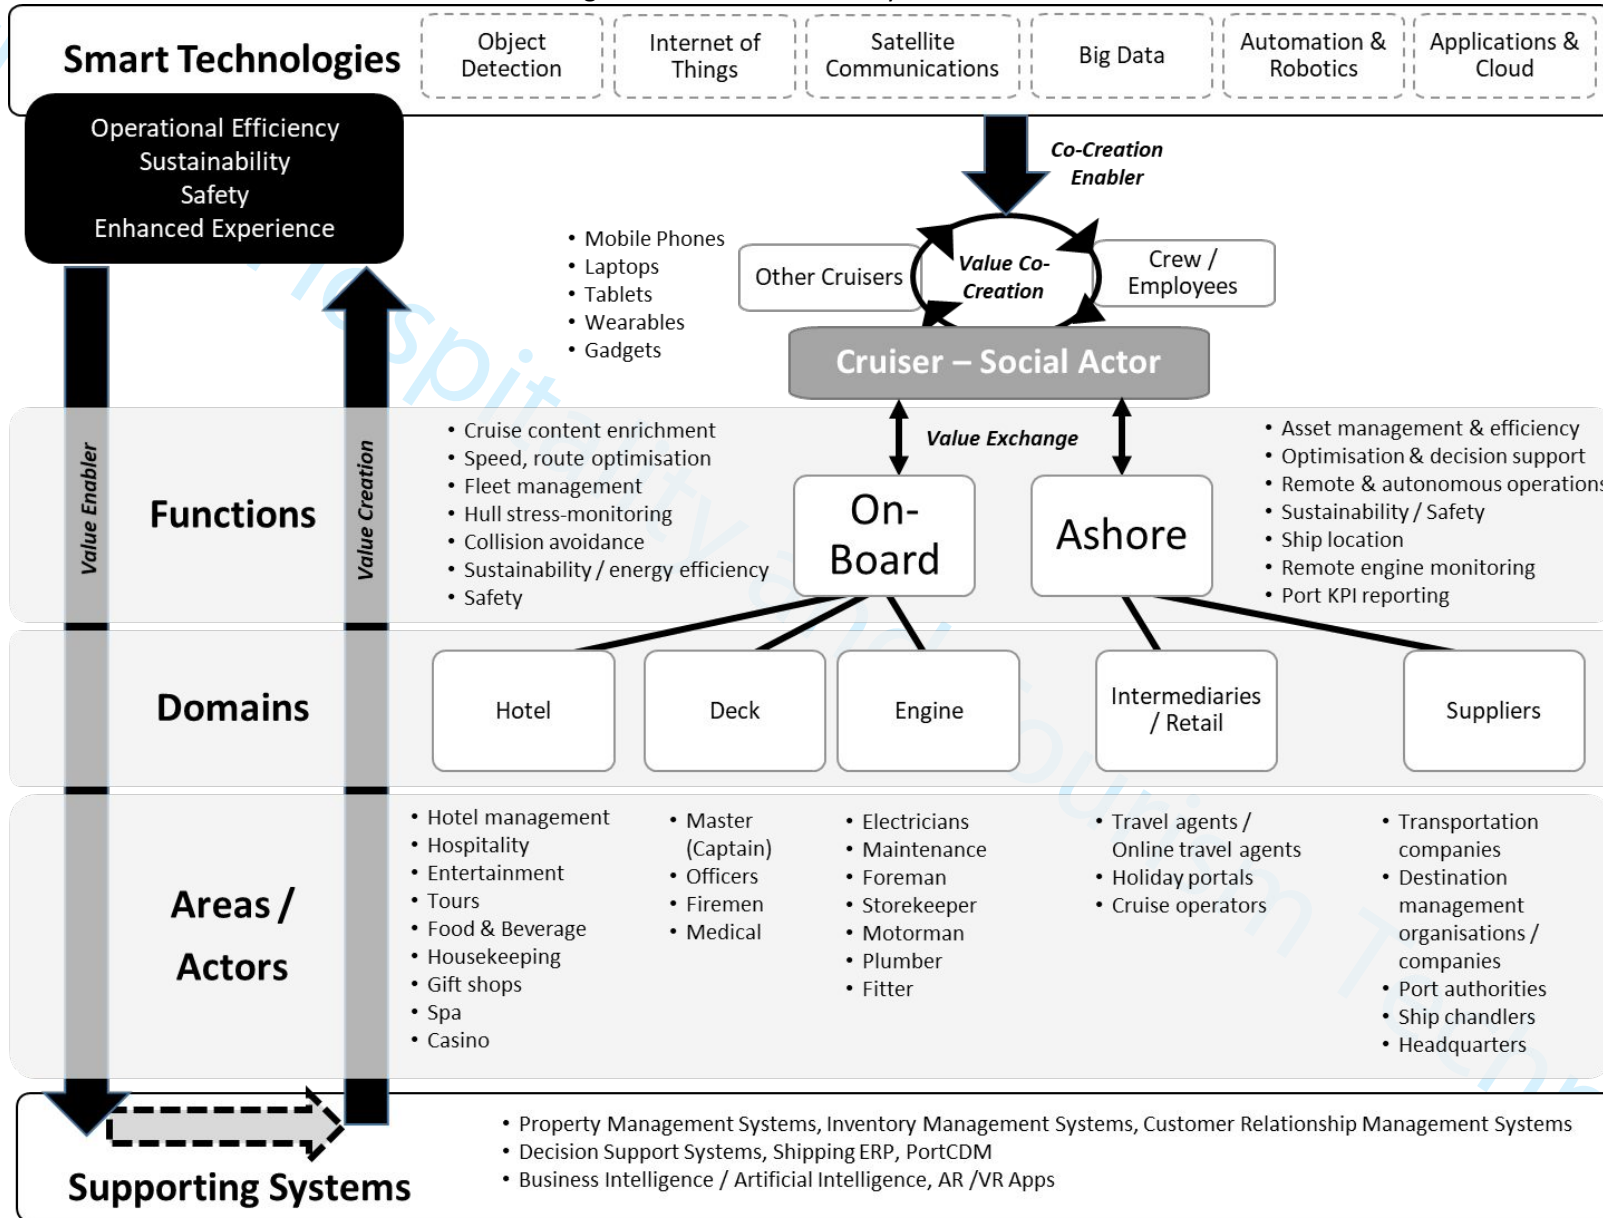 Smart Technologies
Object
Detection
Internet of
Things
Satellite
Communications
Big Data
Automation &
Robotics
Applications &
Cloud
Operational Efficiency
Sustainability
Safety
Enhanced Experience
Co-Creation
Enabler
• Mobile Phones
• Laptops
• Tablets
• Wearables
• Gadgets
Other Cruisers
Value Co-
Creation
Crew /
Employees
Cruiser – Social Actor
Value Exchange
Value Enabler
Value Creation
Functions
• Cruise content enrichment
• Speed, route optimisation
• Fleet management
• Hull stress-monitoring
• Collision avoidance
• Sustainability / energy efficiency
• Safety
On-
Board
Ashore
• Asset management & efficiency
• Optimisation & decision support
• Remote & autonomous operations
• Sustainability / Safety
• Ship location
• Remote engine monitoring
• Port KPI reporting
Domains
Hotel
Deck
Engine
Intermediaries
/ Retail
Suppliers
Areas /
Actors
• Hotel management
• Hospitality
• Entertainment
• Tours
• Food & Beverage
• Housekeeping
• Gift shops
• Spa
• Casino
• Master
(Captain)
• Officers
• Firemen
• Medical
• Electricians
• Maintenance
• Foreman
• Storekeeper
• Motorman
• Plumber
• Fitter
• Travel agents /
Online travel agents
• Holiday portals
• Cruise operators
• Transportation
companies
• Destination
management
organisations /
companies
• Port authorities
• Ship chandlers
• Headquarters
Supporting Systems
• Property Management Systems, Inventory Management Systems, Customer Relationship Management Systems
• Decision Support Systems, Shipping ERP, PortCDM
• Business Intelligence / Artificial Intelligence, AR /VR Apps